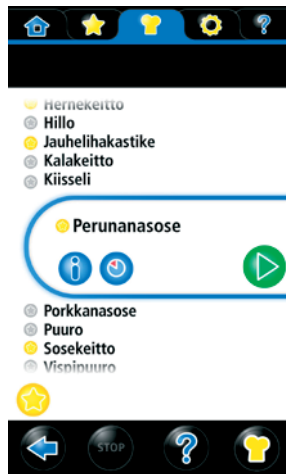 Hernekeitto
Hillo
Jauhelihakastike
Kalakeitto
Kiisseli
Perunanasose
i
Porkkanasose
Puuro
Sosekeitto
Vispipuuro
STOP
?